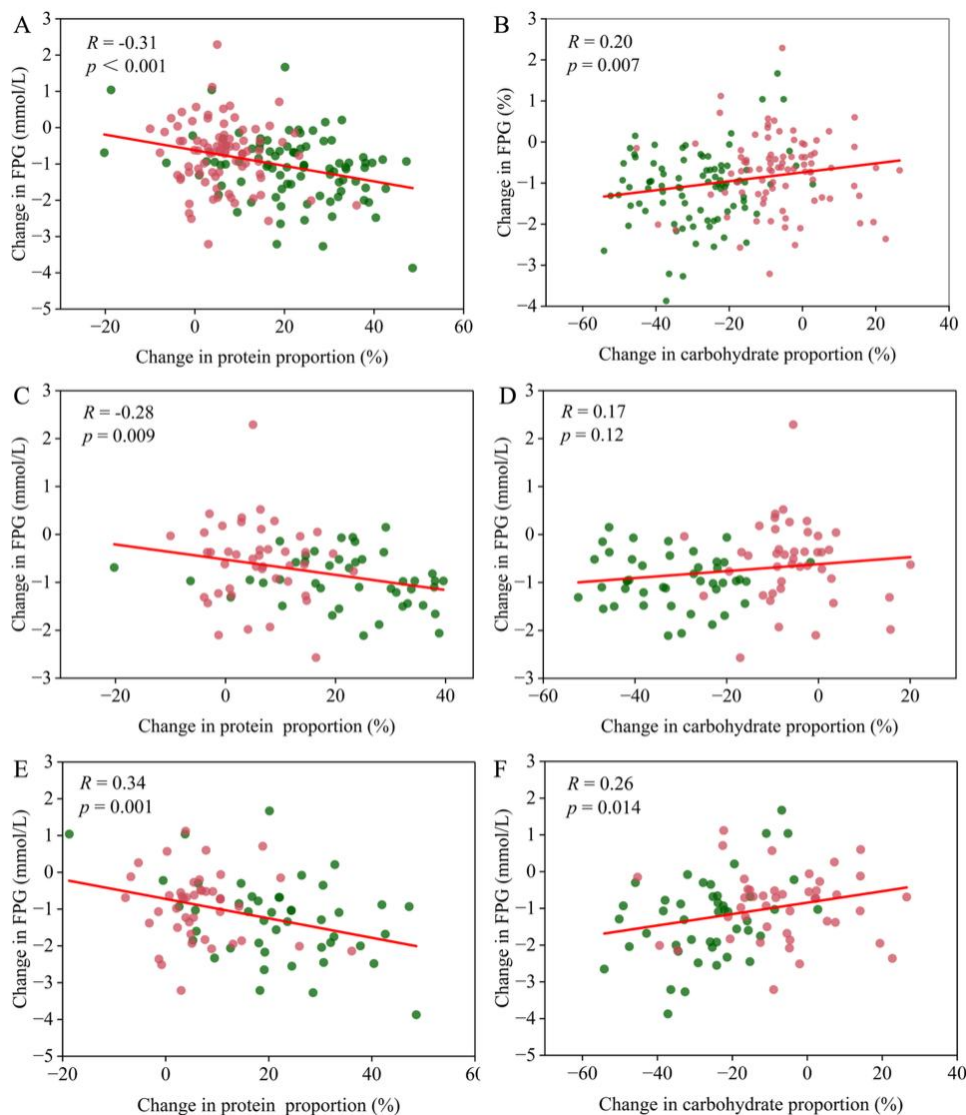 A
R = -0.31
p < 0.001
3
2
1
0
−1
−2
−3
−4
−5
Change in FPG (mmol/L)
−20 0 20 40 60
Change in protein proportion (%)
B
R = 0.20
p = 0.007
3
2
1
0
−1
−2
−3
−4
Change in FPG (%)
−60 −40 −20 0 20 40
Change in carbohydrate proportion (%)
C
R = -0.28
p = 0.009
3
2
1
0
−1
−2
−3
Change in FPG (mmol/L)
−20 0 20 40
Change in protein proportion (%)
D
R = 0.17
p = 0.12
3
2
1
0
−1
−2
−3
Change in FPG (mmol/L)
−60 −40 −20 0 20
Change in carbohydrate proportion (%)
E
R = 0.34
p = 0.001
3
2
1
0
−1
−2
−3
−4
−5
Change in FPG (mmol/L)
−20 0 20 40
Change in protein proportion (%)
F
R = 0.26
p = 0.014
3
2
1
0
−1
−2
−3
−4
−5
Change in FPG (mmol/L)
−60 −40 −20 0 20 40
Change in carbohydrate proportion (%)